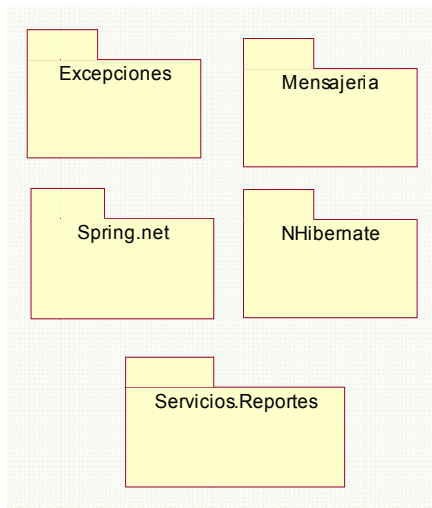 Excepciones
Mensajeria
Spring.net
NHibernate
Servicios.Reportes